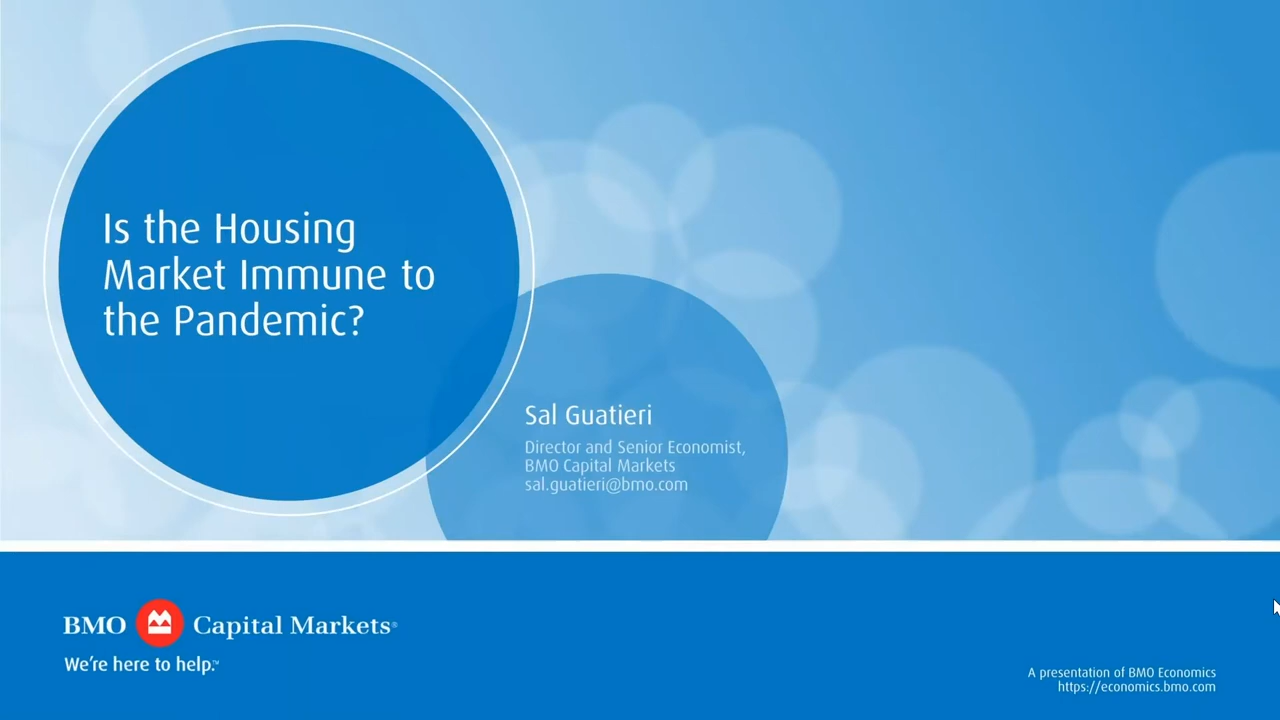 Is the Housing
Market Immune to
the Pandemic?
Sal Guatieri
Director and Senior Economist,
BMO Capital Markets
sal.guatieri@bmo.com
BMO Capital Markets®
We're here to help.™
A presentation of BMO Economics
https://economics.bmo.com